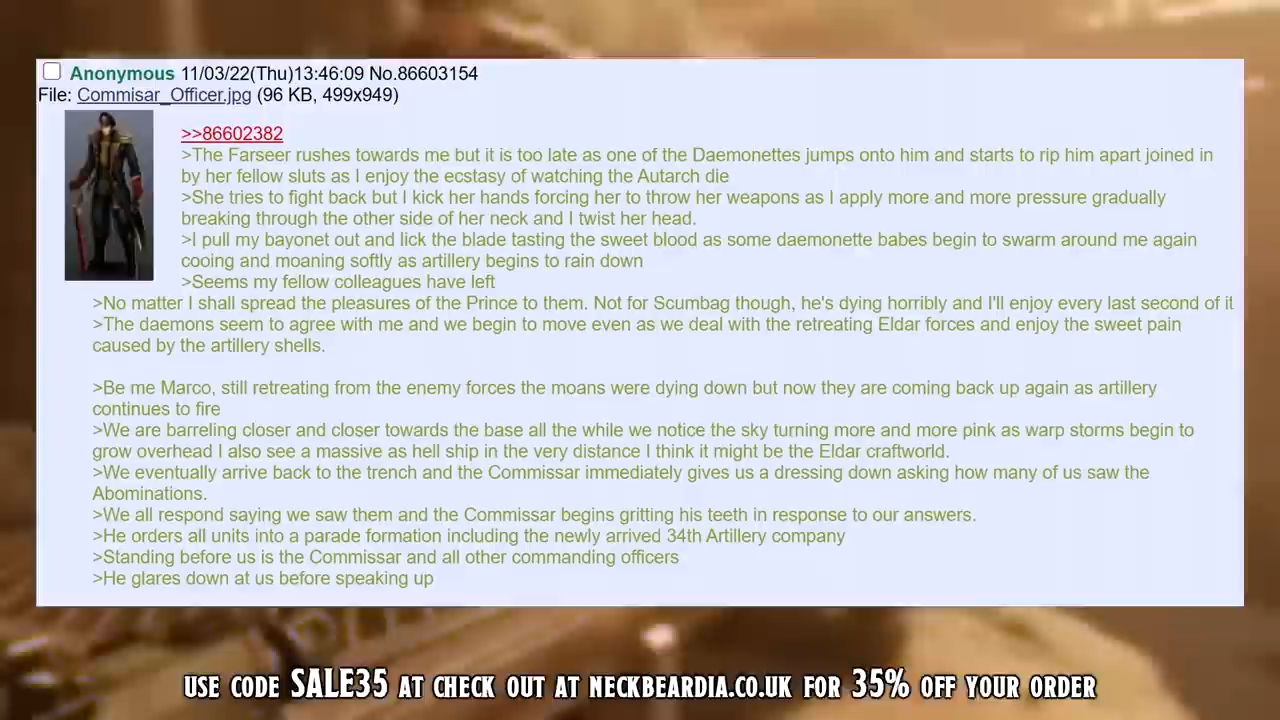 Anonymous 11/03/22(Thu)13:46:09 No.86603154
File: Commisar_Officer.jpg (96 KB, 499x949)
>>86602382
>The Farseer rushes towards me but it is too late as one of the Daemonettes jumps onto him and starts to rip him apart joined in
by her fellow sluts as I enjoy the ecstasy of watching the Autarch die
>She tries to fight back but I kick her hands forcing her to throw her weapons as I apply more and more pressure gradually
breaking through the other side of her neck and I twist her head.
>I pull my bayonet out and lick the blade tasting the sweet blood as some daemonette babes begin to swarm around me again
cooing and moaning softly as artillery begins to rain down
>Seems my fellow colleagues have left
>No matter I shall spread the pleasures of the Prince to them. Not for Scumbag though, he's dying horribly and I'll enjoy every last second of it
>The daemons seem to agree with me and we begin to move even as we deal with the retreating Eldar forces and enjoy the sweet pain
caused by the artillery shells.
>Be me Marco, still retreating from the enemy forces the moans were dying down but now they are coming back up again as artillery
continues to fire
>We are barreling closer and closer towards the base all the while we notice the sky turning more and more pink as warp storms begin to
grow overhead I also see a massive as hell ship in the very distance I think it might be the Eldar craftworld.
>We eventually arrive back to the trench and the Commissar immediately gives us a dressing down asking how many of us saw the
Abominations.
>We all respond saying we saw them and the Commissar begins gritting his teeth in response to our answers.
>He orders all units into a parade formation including the newly arrived 34th Artillery company
>Standing before us is the Commissar and all other commanding officers
>He glares down at us before speaking up
USE CODE SALE35 AT CHECK OUT AT NECKBEARDIA.CO.UK FOR 35% OFF YOUR ORDER